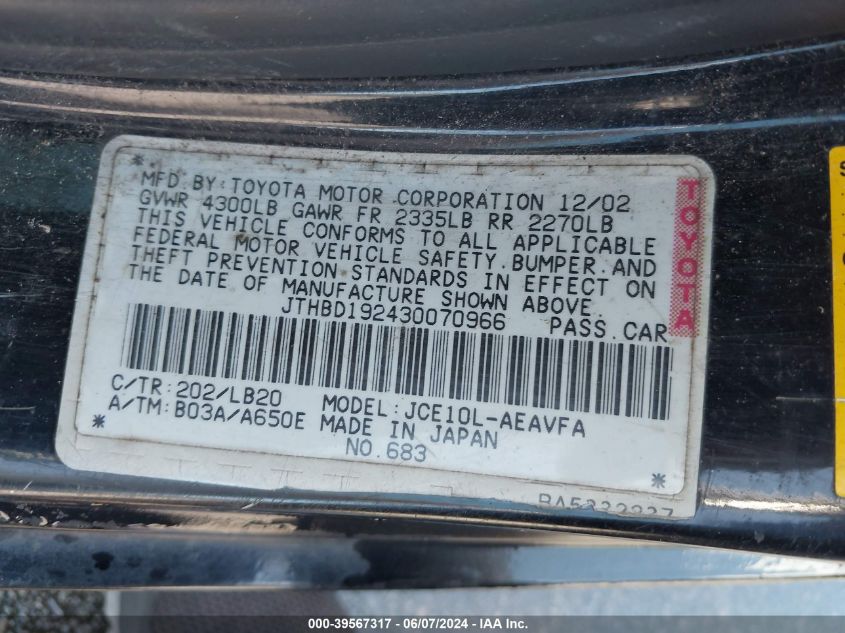 MFD.BY:TOYOTA MOTOR CORPORATION 12/02
GVWR 4300LB GAWR FR 2335LB RR 2270LB
THIS VEHICLE CONFORMS TO ALL APPLICABLE
FEDERAL MOTOR VEHICLE SAFETY.BUMPER.AND
THEFT PREVENTION STANDARDS IN EFFECT ON
THE DATE OF MANUFACTURE SHOWN ABOVE.
JTHBD192430070966 PASS.CAR
TOYOTA
C/TR:202/LB20 MODEL:JCE10L-AEAVFA
A/TM:B03A/A650E MADE IN JAPAN
* NO.683 *
000-39567317 - 06/07/2024 - IAA Inc.